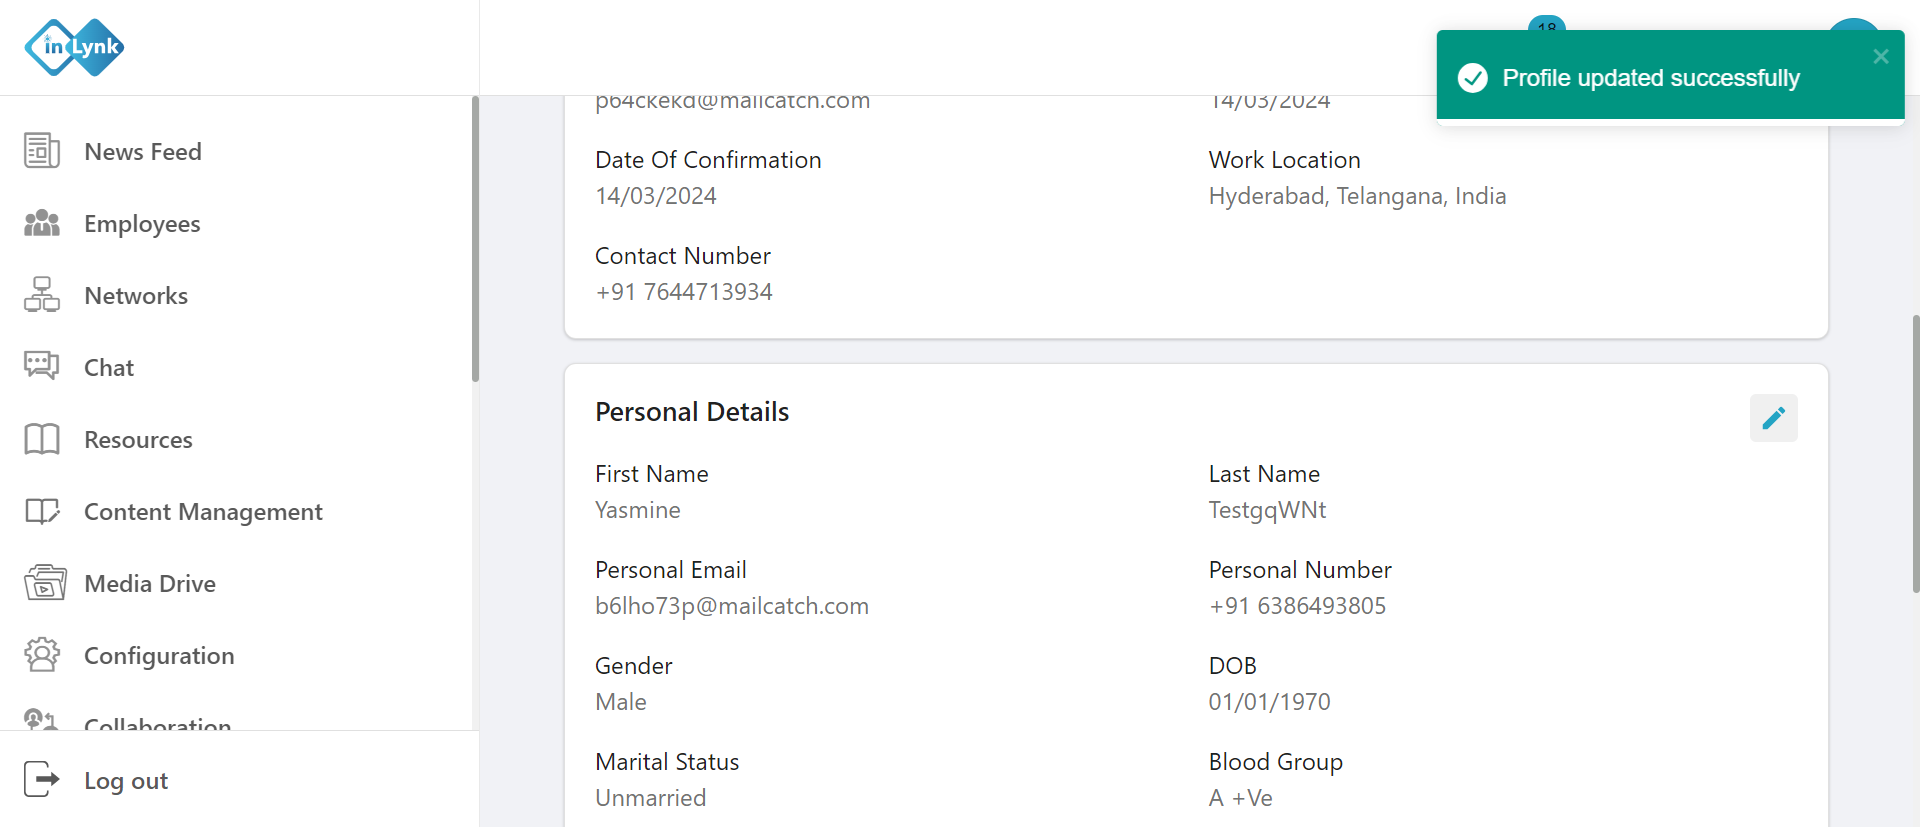 in Lynk
18
Profile updated successfully
News Feed
Employees
Networks
Chat
Resources
Content Management
Media Drive
Configuration
Collaboration
Log out
p64ckekd@mailcatch.com
14/03/2024
Date Of Confirmation
Work Location
14/03/2024
Hyderabad, Telangana, India
Contact Number
+91 7644713934
Personal Details
First Name
Last Name
Yasmine
TestgqWNt
Personal Email
Personal Number
b6lho73p@mailcatch.com
+91 6386493805
Gender
DOB
Male
01/01/1970
Marital Status
Blood Group
Unmarried
A +Ve